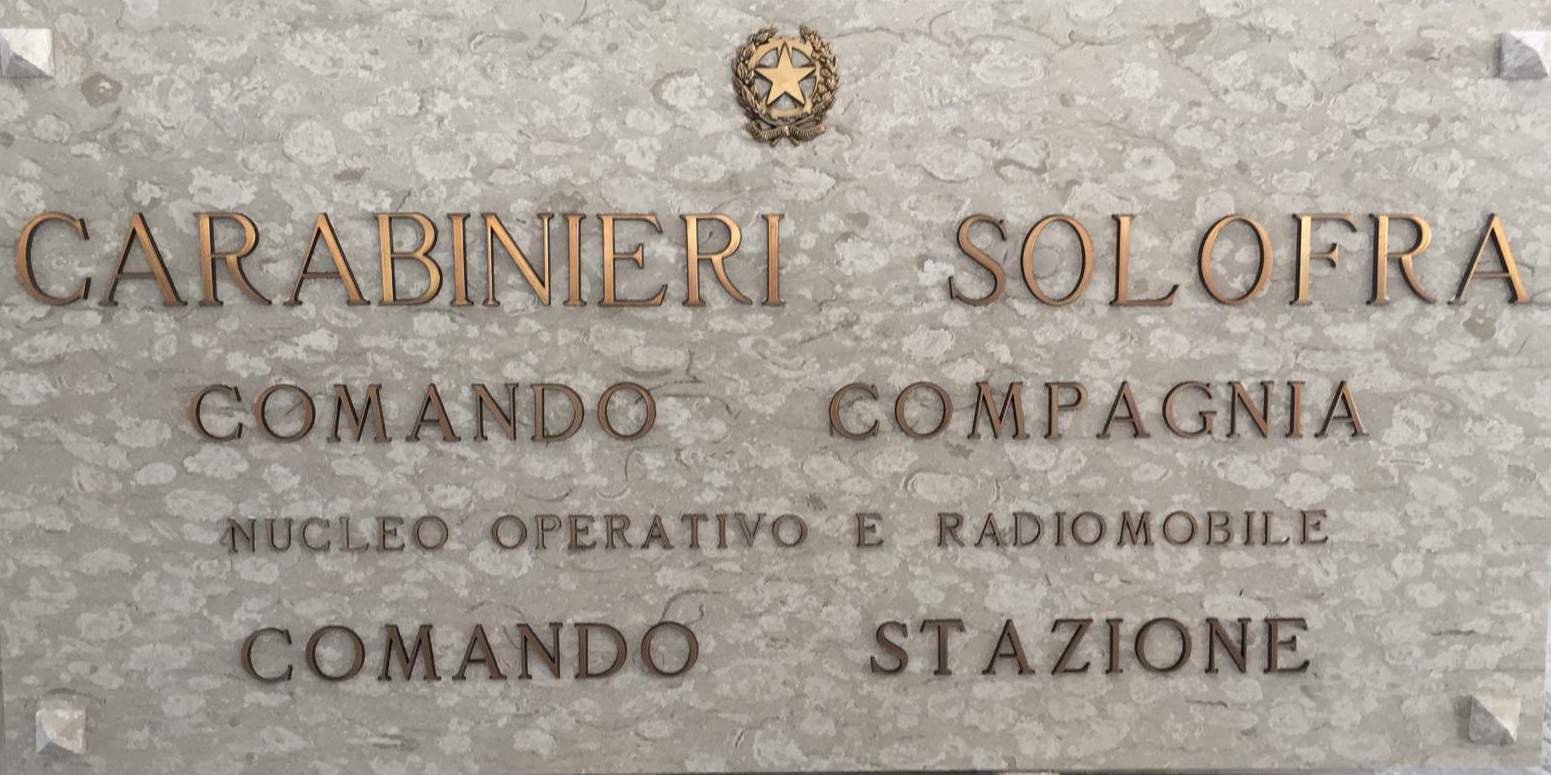 CARABINIERI SOLOFRA
COMANDO COMPAGNIA
NUCLEO OPERATIVO E RADIOMOBILE
COMANDO STAZIONE